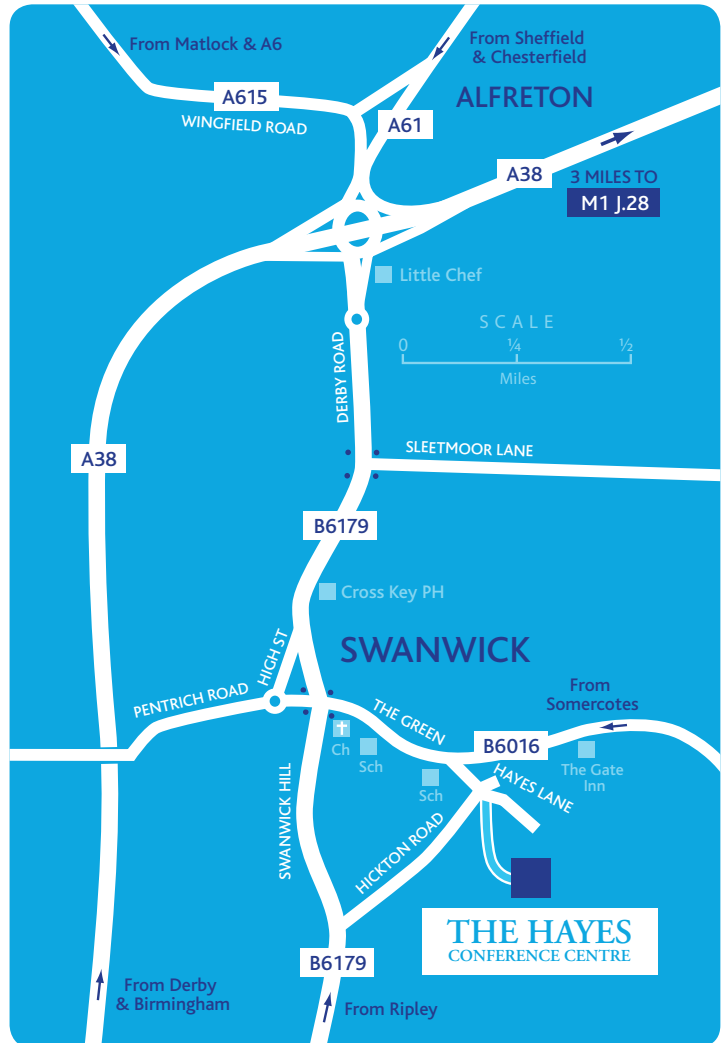 From Matlock & A6
From Sheffield
& Chesterfield
A615
ALFRETON
WINGFIELD ROAD
A61
A38
3 MILES TO
M1 J.28
Little Chef
SCALE
0 ¼ ½
Miles
DERBY ROAD
SLEETMOOR LANE
A38
B6179
Cross Key PH
SWANWICK
HIGH ST
PENTRICH ROAD
THE GREEN
From
Somercotes
B6016
Ch
Sch
Sch
The Gate
Inn
HAYES LANE
SWANWICK HILL
HICKTON ROAD
THE HAYES
CONFERENCE CENTRE
B6179
From Derby
& Birmingham
From Ripley